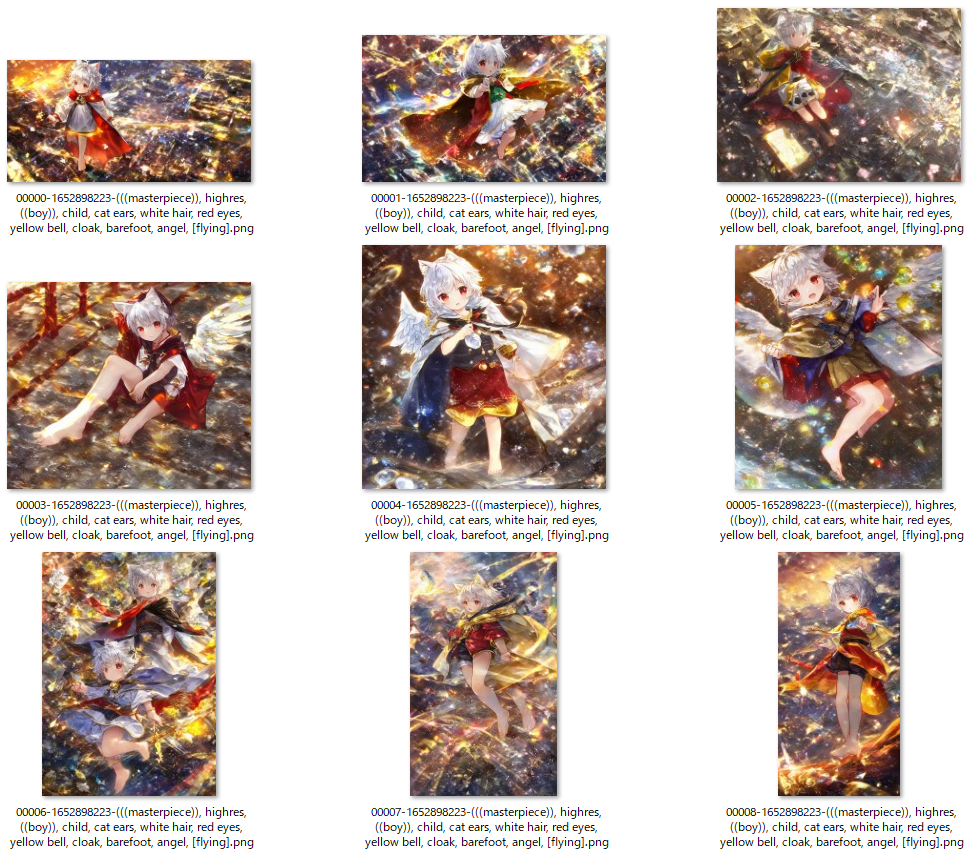 00000-1652898223-(((masterpiece)), highres,
((boy)), child, cat ears, white hair, red eyes,
yellow bell, cloak, barefoot, angel, [flying].png
00001-1652898223-(((masterpiece)), highres,
((boy)), child, cat ears, white hair, red eyes,
yellow bell, cloak, barefoot, angel, [flying].png
00002-1652898223-(((masterpiece)), highres,
((boy)), child, cat ears, white hair, red eyes,
yellow bell, cloak, barefoot, angel, [flying].png
00003-1652898223-(((masterpiece)), highres,
((boy)), child, cat ears, white hair, red eyes,
yellow bell, cloak, barefoot, angel, [flying].png
00004-1652898223-(((masterpiece)), highres,
((boy)), child, cat ears, white hair, red eyes,
yellow bell, cloak, barefoot, angel, [flying].png
00005-1652898223-(((masterpiece)), highres,
((boy)), child, cat ears, white hair, red eyes,
yellow bell, cloak, barefoot, angel, [flying].png
00006-1652898223-(((masterpiece)), highres,
((boy)), child, cat ears, white hair, red eyes,
yellow bell, cloak, barefoot, angel, [flying].png
00007-1652898223-(((masterpiece)), highres,
((boy)), child, cat ears, white hair, red eyes,
yellow bell, cloak, barefoot, angel, [flying].png
00008-1652898223-(((masterpiece)), highres,
((boy)), child, cat ears, white hair, red eyes,
yellow bell, cloak, barefoot, angel, [flying].png